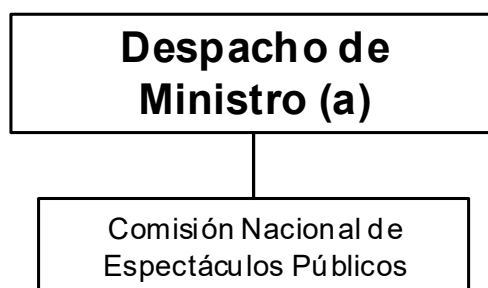 Despacho de
Ministro (a)
Comisión Nacional de
Espectáculos Públicos